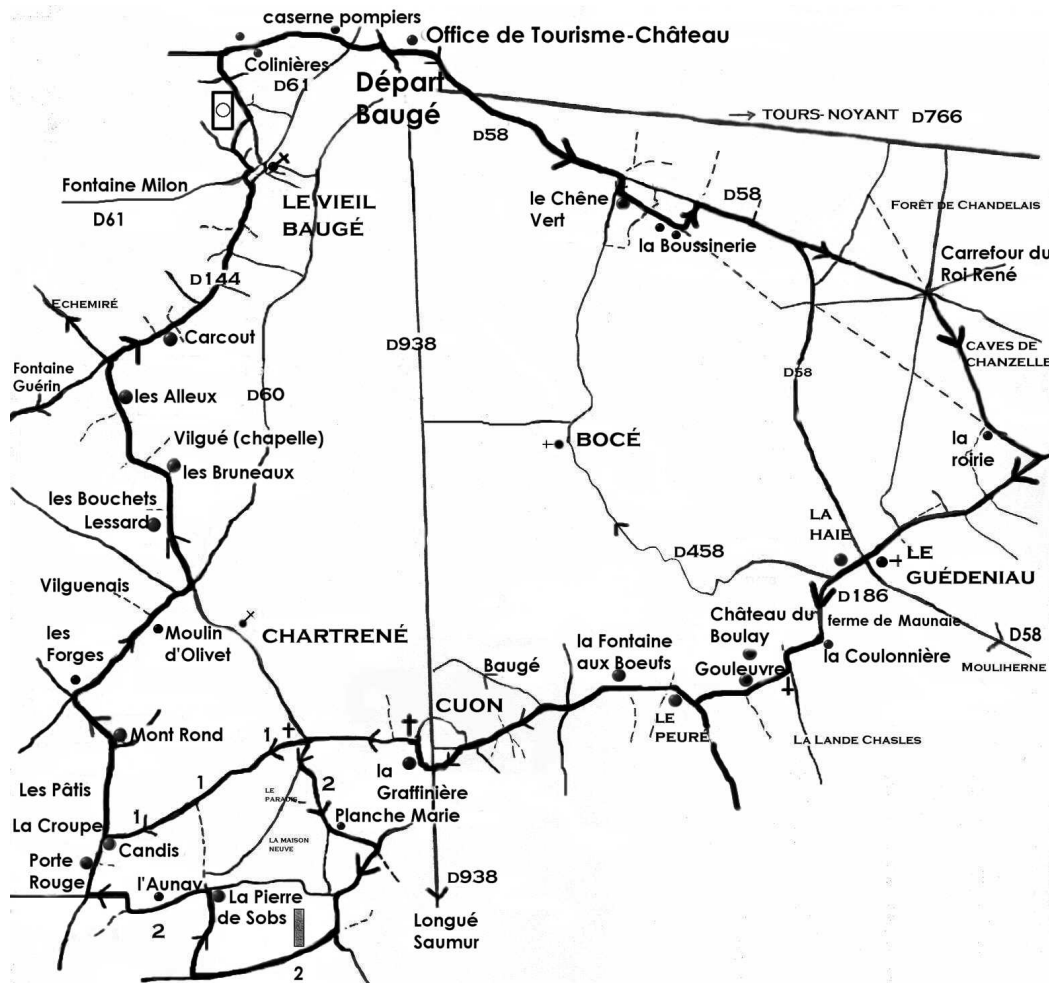 caserne pompiers
Office de Tourisme-Château
Colinières
D61
Départ
Baugé
TOURS-NOYANT D766
D58
Fontaine Milon
D61
LE VIEIL
BAUGÉ
le Chêne
Vert
D58
FORÊT DE CHANDELAIS
la Boussinerie
Carrefour du
Roi René
D144
ECHEMIRÉ
Carcout
D938
CAVES DE
CHANZELLE
Fontaine
Guérin
les Alleux
D60
D58
Vilgué (chapelle)
les Bruneaux
BOCÉ
la
roirie
les Bouchets
Lessard
LA
HAIE
D458
LE
GUÉDENIAU
Vilguenais
D186
CHARTRENÉ
Moulin
d'Olivet
les
Forges
Château du
Boulay
ferme de Maunaie
D58
la Fontaine
aux Boeufs
Baugé
Gouleuvre
la Coulonnière
MOULIHERNE
CUON
Mont Rond
1
LE
PEURÉ
LA LANDE CHASLES
la
Graffinière
Les Pâtis
1
2
LE
PARADIS
Planche Marie
La Croupe
1
Candis
LA MAISON
NEUVE
Porte
Rouge
l'Aunay
La Pierre
de Sobs
D938
2
Longué
Saumur
2